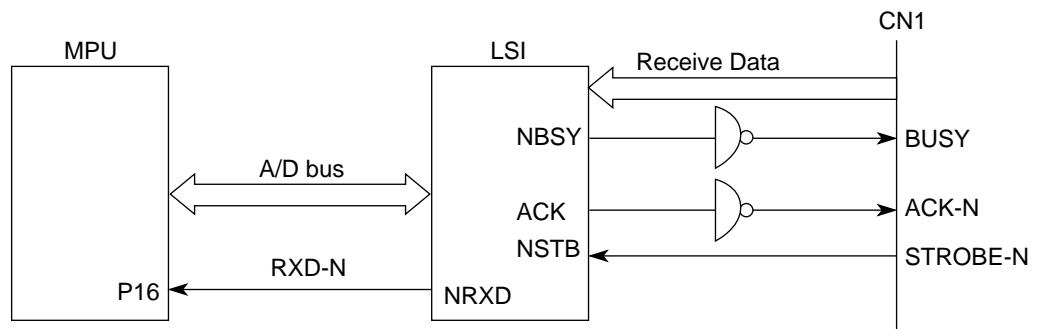 CN1
MPU
LSI
Receive Data
NBSY
BUSY
A/D bus
ACK
ACK-N
NSTB
STROBE-N
RXD-N
P16
NRXD